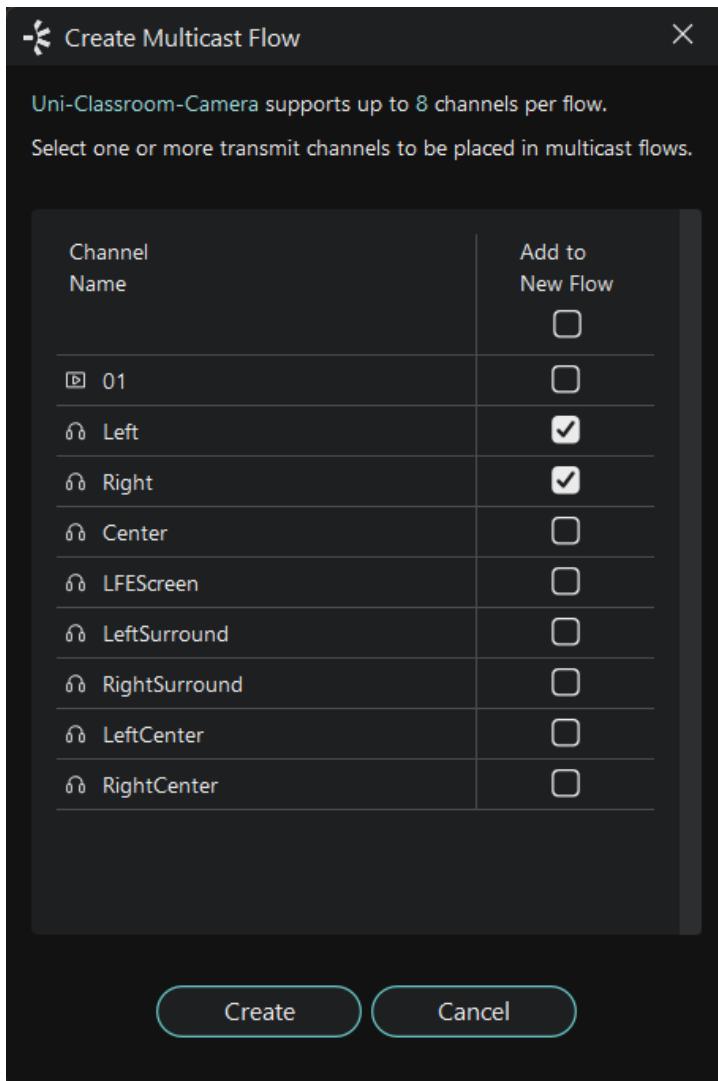 Create Multicast Flow
Uni-Classroom-Camera supports up to 8 channels per flow.
Select one or more transmit channels to be placed in multicast flows.
Channel
Name
Add to
New Flow
01
Left
Right
Center
LFEScreen
LeftSurround
RightSurround
LeftCenter
RightCenter
Create
Cancel